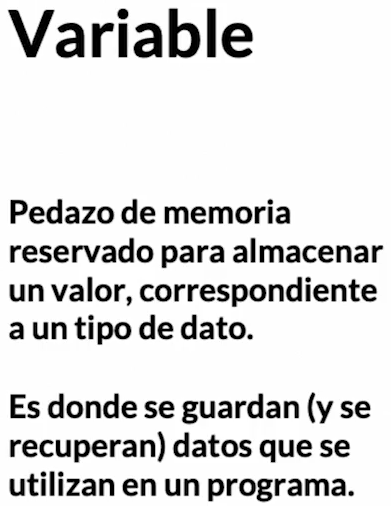 Variable
Pedazo de memoria
reservado para almacenar
un valor, correspondiente
a un tipo de dato.
Es donde se guardan (y se
recuperan) datos que se
utilizan en un programa.